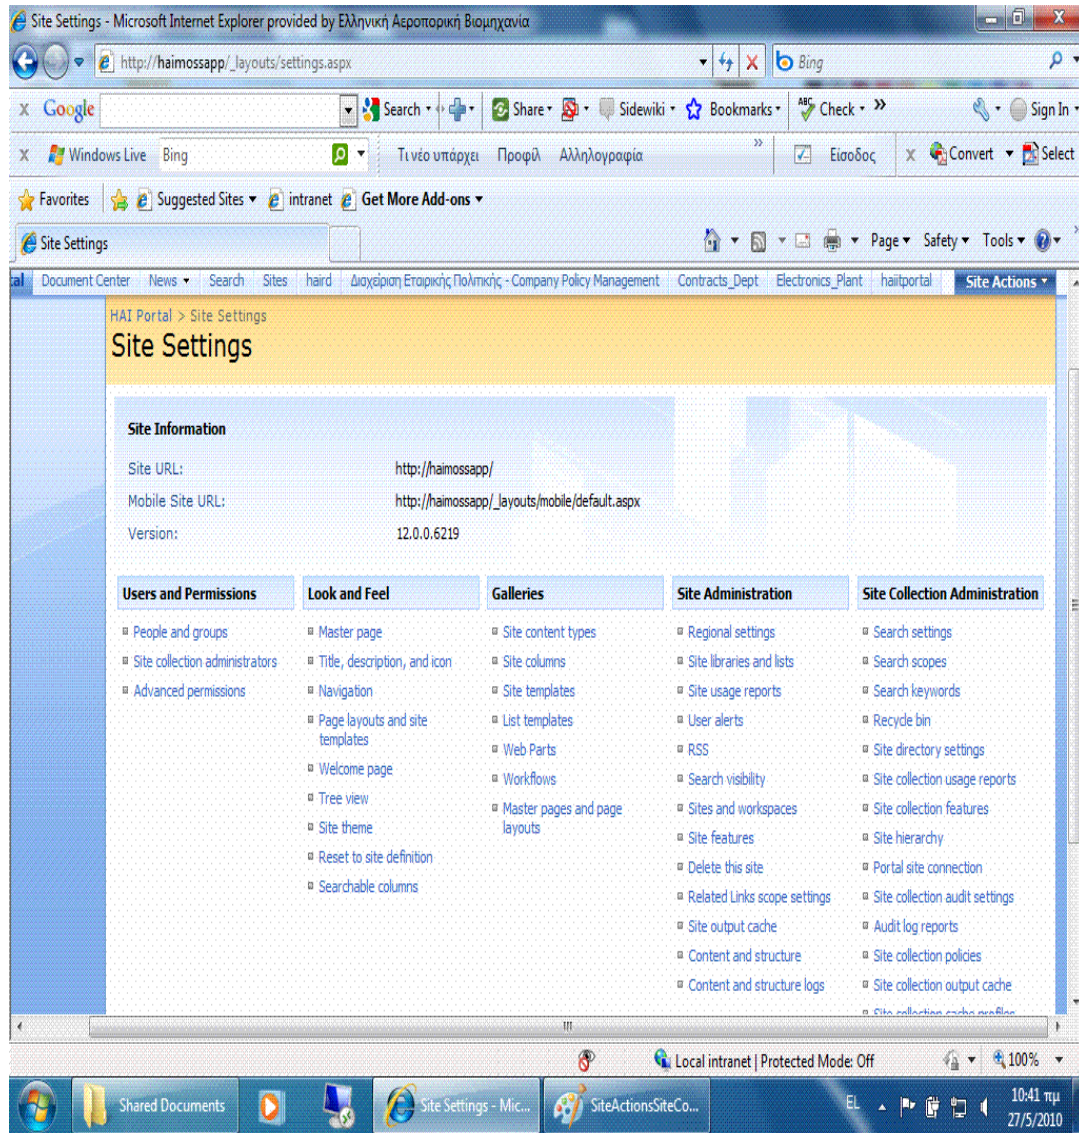 Site Settings - Microsoft Internet Explorer provided by Ελληνική Αεροπορική Βιομηχανία
http://haimossapp/_layouts/settings.aspx
Bing
X Google Search Share Sidewiki Bookmarks Check Sign In
X Windows Live Bing Τι νέο υπάρχει Προφίλ Αλληλογραφία Είσοδος X Convert Select
Favorites Suggested Sites intranet Get More Add-ons
Site Settings Page Safety Tools
Document Center News Search Sites haird Διαχείριση Εταιρικής Πολιτικής - Company Policy Management Contracts_Dept Electronics_Plant haiitportal Site Actions
HAI Portal > Site Settings
Site Settings
Site Information
Site URL: http://haimossapp/
Mobile Site URL: http://haimossapp/_layouts/mobile/default.aspx
Version: 12.0.0.6219
Users and Permissions
People and groups
Site collection administrators
Advanced permissions
Look and Feel
Master page
Title, description, and icon
Navigation
Page layouts and site
templates
Welcome page
Tree view
Site theme
Reset to site definition
Searchable columns
Galleries
Site content types
Site columns
Site templates
List templates
Web Parts
Workflows
Master pages and page
layouts
Site Administration
Regional settings
Site libraries and lists
Site usage reports
User alerts
RSS
Search visibility
Sites and workspaces
Site features
Delete this site
Related Links scope settings
Site output cache
Content and structure
Content and structure logs
Site Collection Administration
Search settings
Search scopes
Search keywords
Recycle bin
Site directory settings
Site collection usage reports
Site collection features
Site hierarchy
Portal site connection
Site collection audit settings
Audit log reports
Site collection policies
Site collection output cache
Site collection cache profiles
Local intranet | Protected Mode: Off 100%
Shared Documents Site Settings - Mic... SiteActionsSiteCo... EL 10:41 πμ
27/5/2010